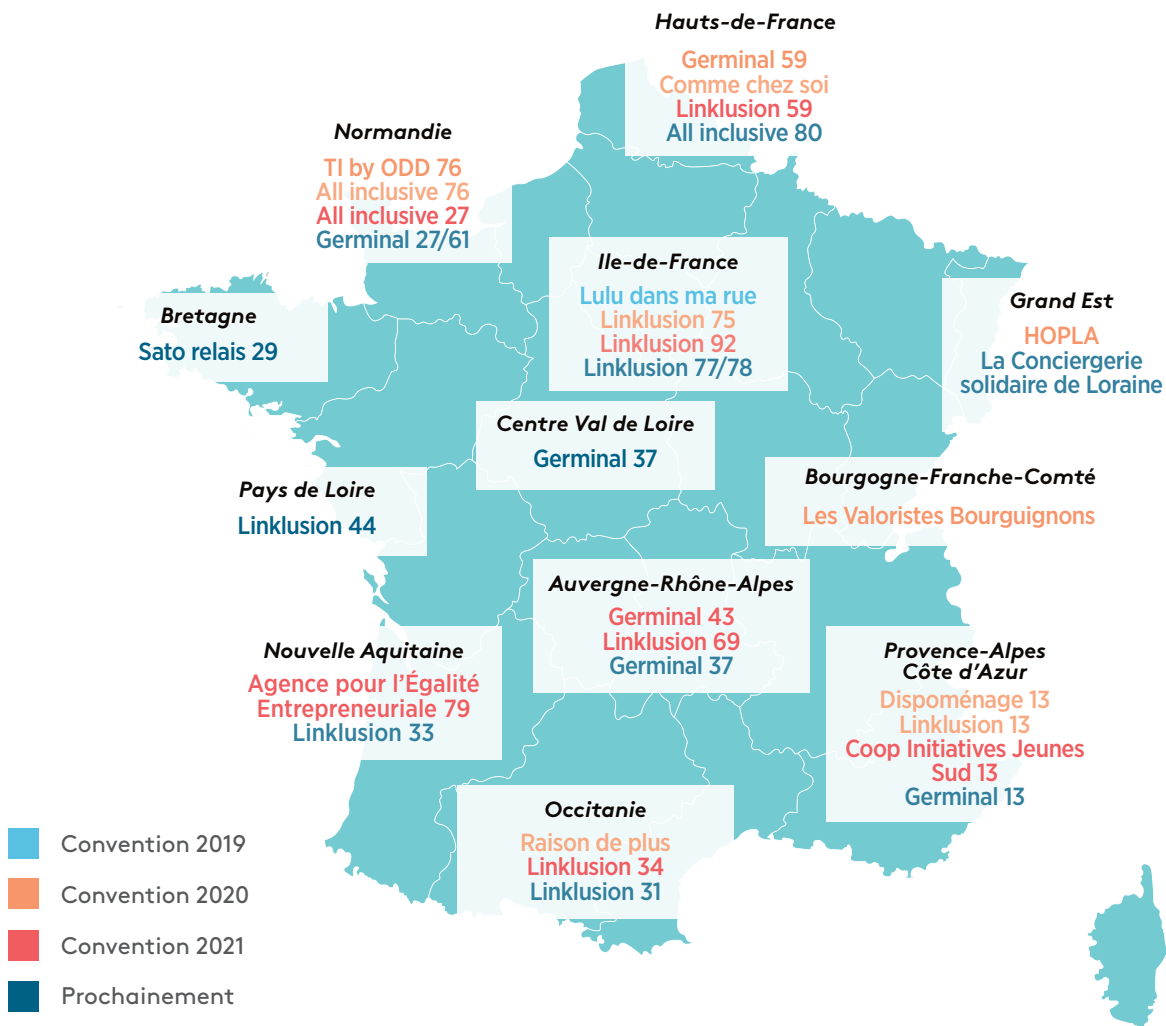 Hauts-de-France
Germinal 59
Comme chez soi
Linklusion 59
All inclusive 80
Normandie
TI by ODD 76
All inclusive 76
All inclusive 27
Germinal 27/61
Ile-de-France
Lulu dans ma rue
Linklusion 75
Linklusion 92
Linklusion 77/78
Bretagne
Sato relais 29
Grand Est
HOPLA
La Conciergerie
solidaire de Loraine
Centre Val de Loire
Germinal 37
Pays de Loire
Linklusion 44
Bourgogne-Franche-Comté
Les Valoristes Bourguignons
Auvergne-Rhône-Alpes
Germinal 43
Linklusion 69
Germinal 37
Nouvelle Aquitaine
Agence pour l'Égalité
Entrepreneuriale 79
Linklusion 33
Provence-Alpes
Côte d'Azur
Dispoménage 13
Linklusion 13
Coop Initiatives Jeunes
Sud 13
Germinal 13
Occitanie
Raison de plus
Linklusion 34
Linklusion 31
Convention 2019
Convention 2020
Convention 2021
Prochainement